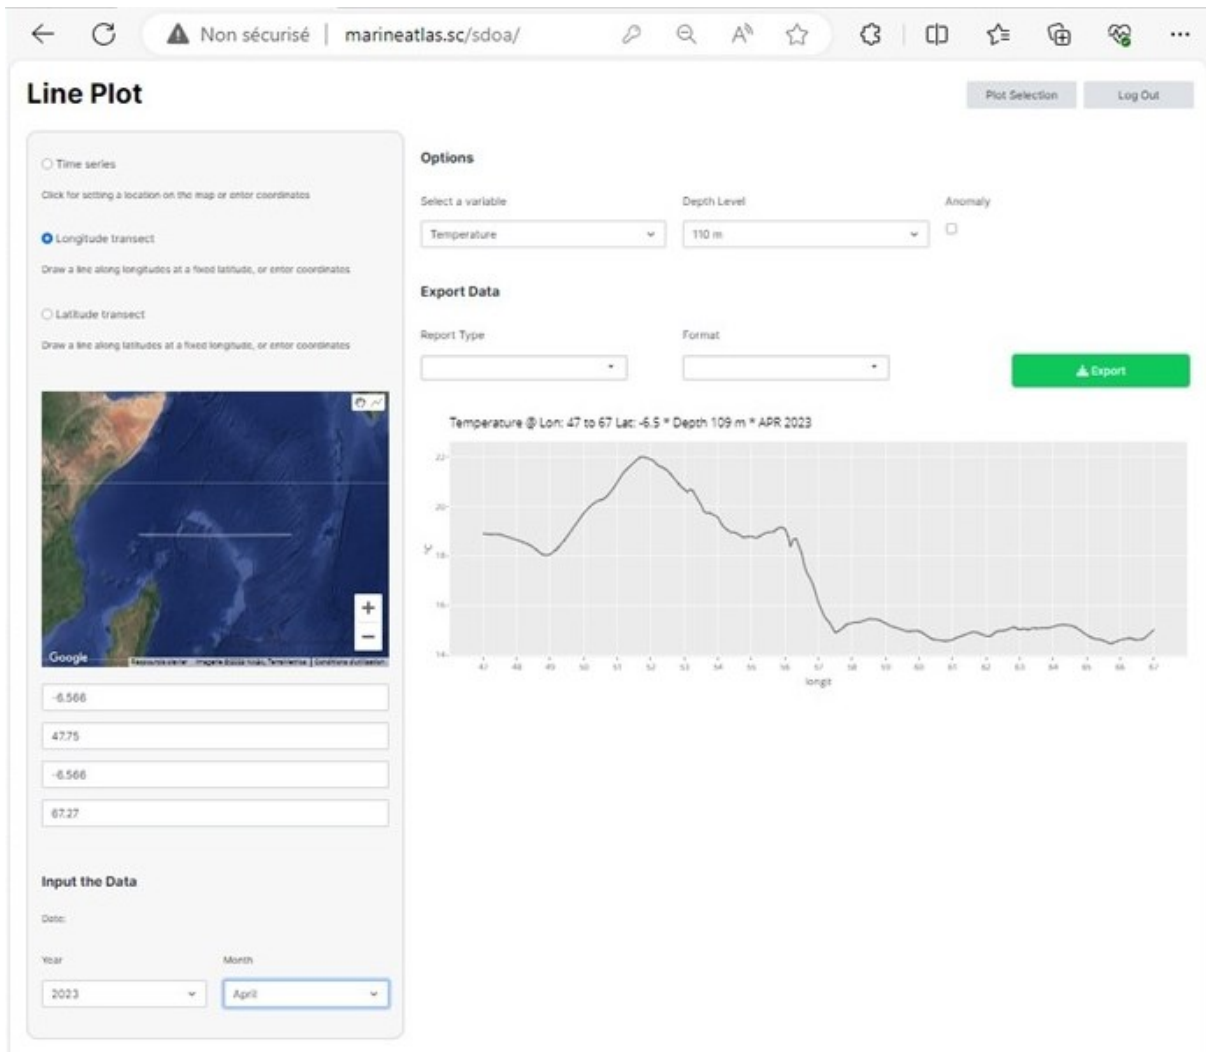 Non sécurisé | marineatlas.sc/sdoa/
Line Plot
Plot Selection
Log Out
Time series
Click for setting a location on the map or enter coordinates
Longitude transect
Draw a line along longitudes at a fixed latitude, or enter coordinates
Latitude transect
Draw a line along latitudes at a fixed longitude, or enter coordinates
Google
-6.566
47.75
-6.566
67.27
Input the Data
Date:
Year
Month
2023
April
Options
Select a variable
Depth Level
Anomaly
Temperature
110 m
Export Data
Report Type
Format
Export
Temperature @ Lon: 47 to 67 Lat: -6.5 * Depth 109 m * APR 2023
22
20
18
16
14
°C
47 48 49 50 51 52 53 54 55 56 57 58 59 60 61 62 63 64 65 66 67
longit